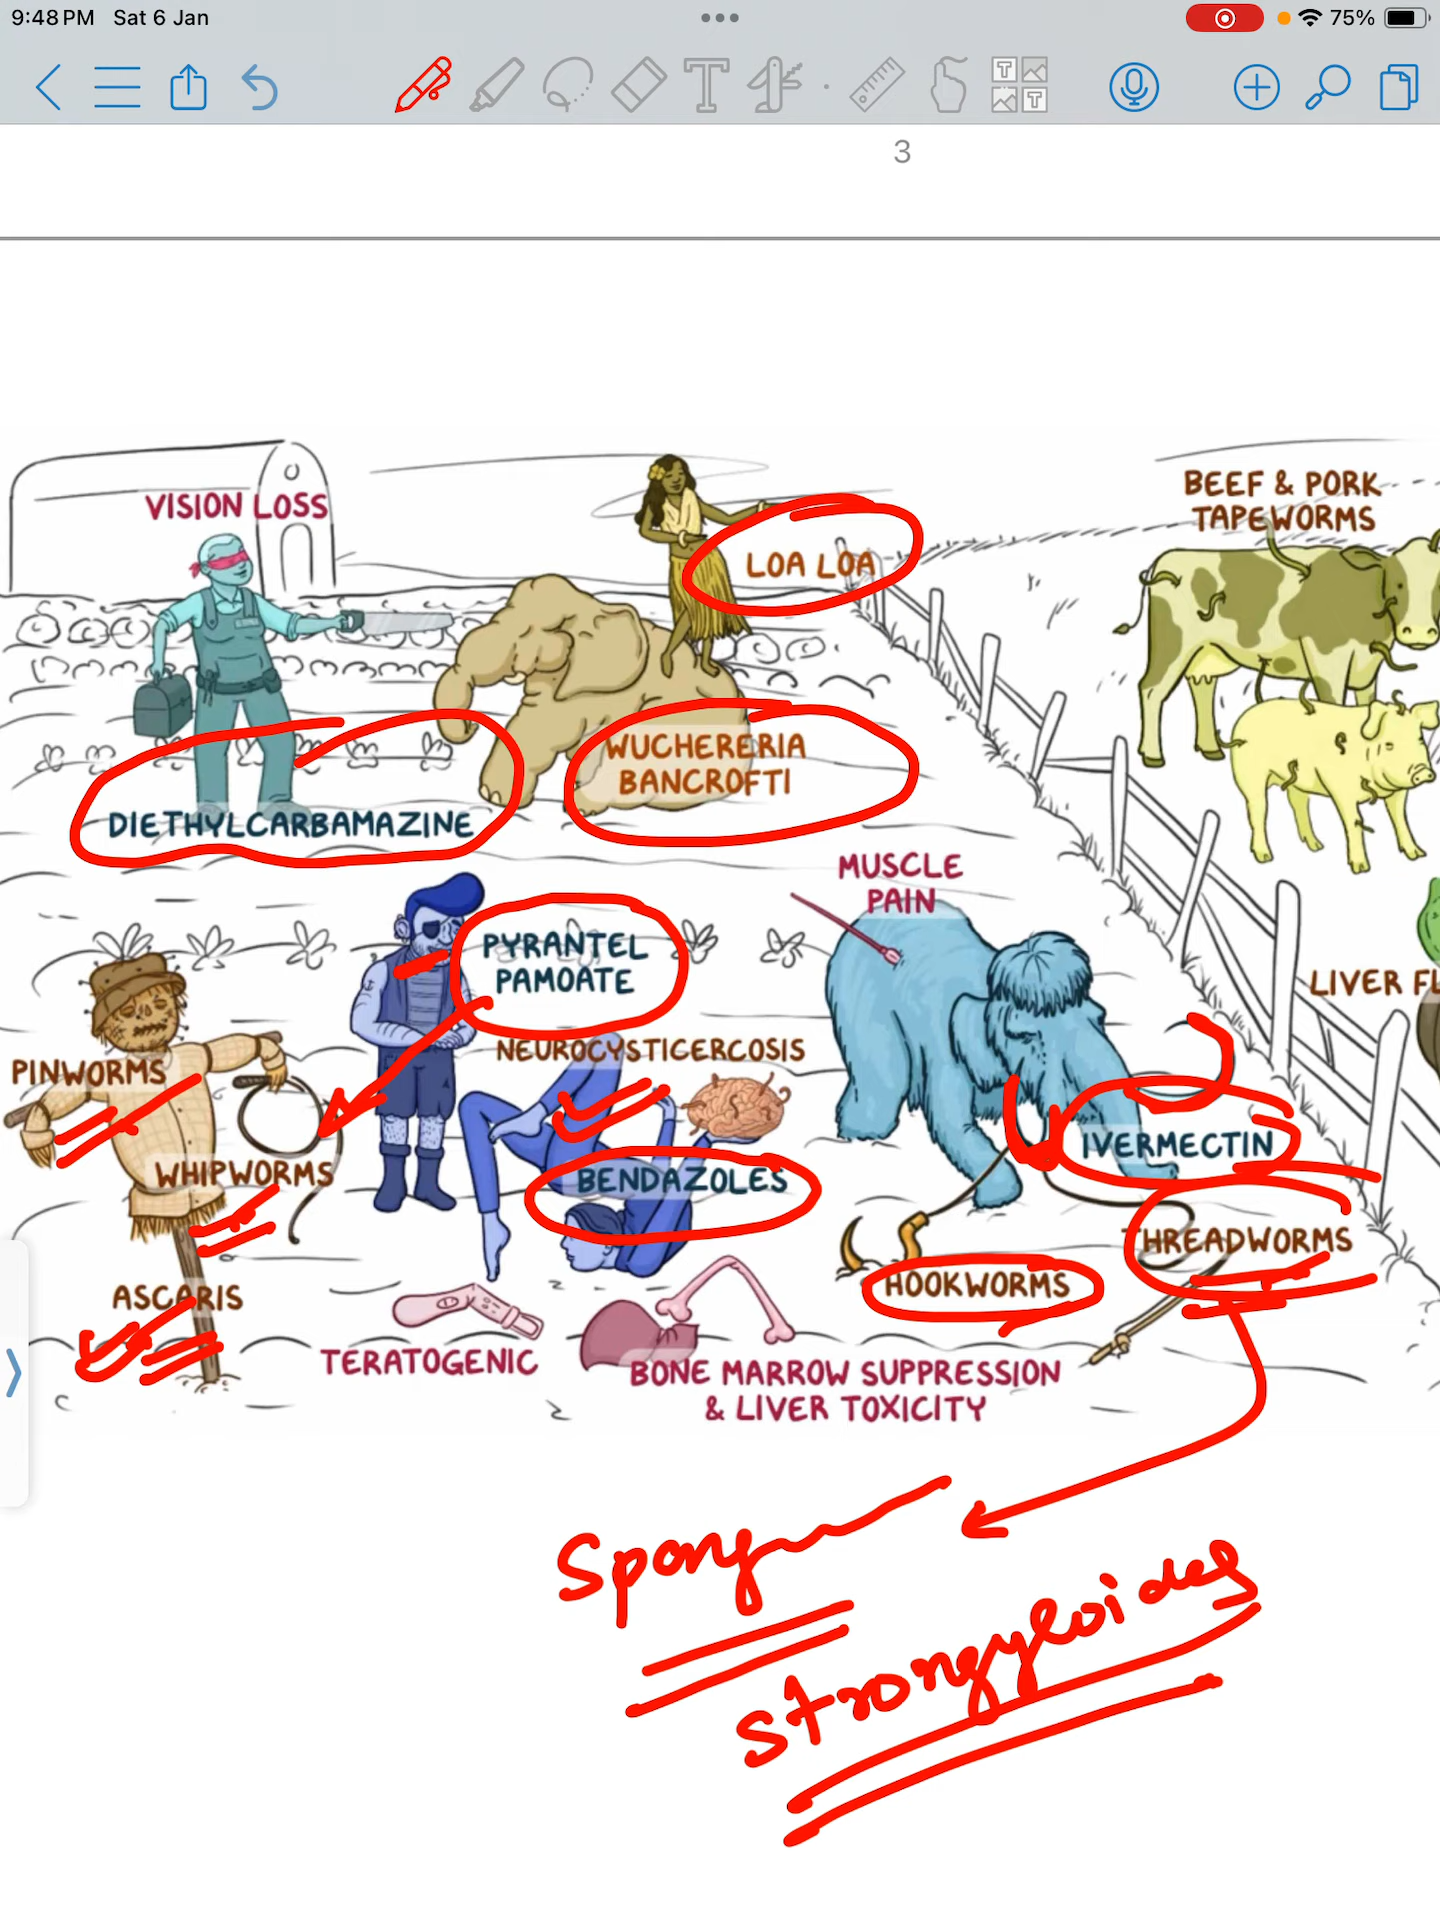 9:48 PM Sat 6 Jan
75%
T
T
T
3
VISION LOSS
LOA LOA
BEEF & PORK
TAPEWORMS
WUCHERERIA
BANCROFTI
DIETHYLCARBAMAZINE
MUSCLE
PAIN
PYRANTEL
PAMOATE
LIVER FL
NEUROCYSTICERCOSIS
PINWORMS
IVERMECTIN
WHIPWORMS
BENDAZOLES
THREADWORMS
HOOKWORMS
ASCARIS
TERATOGENIC
BONE MARROW SUPPRESSION
& LIVER TOXICITY
Strongyloides